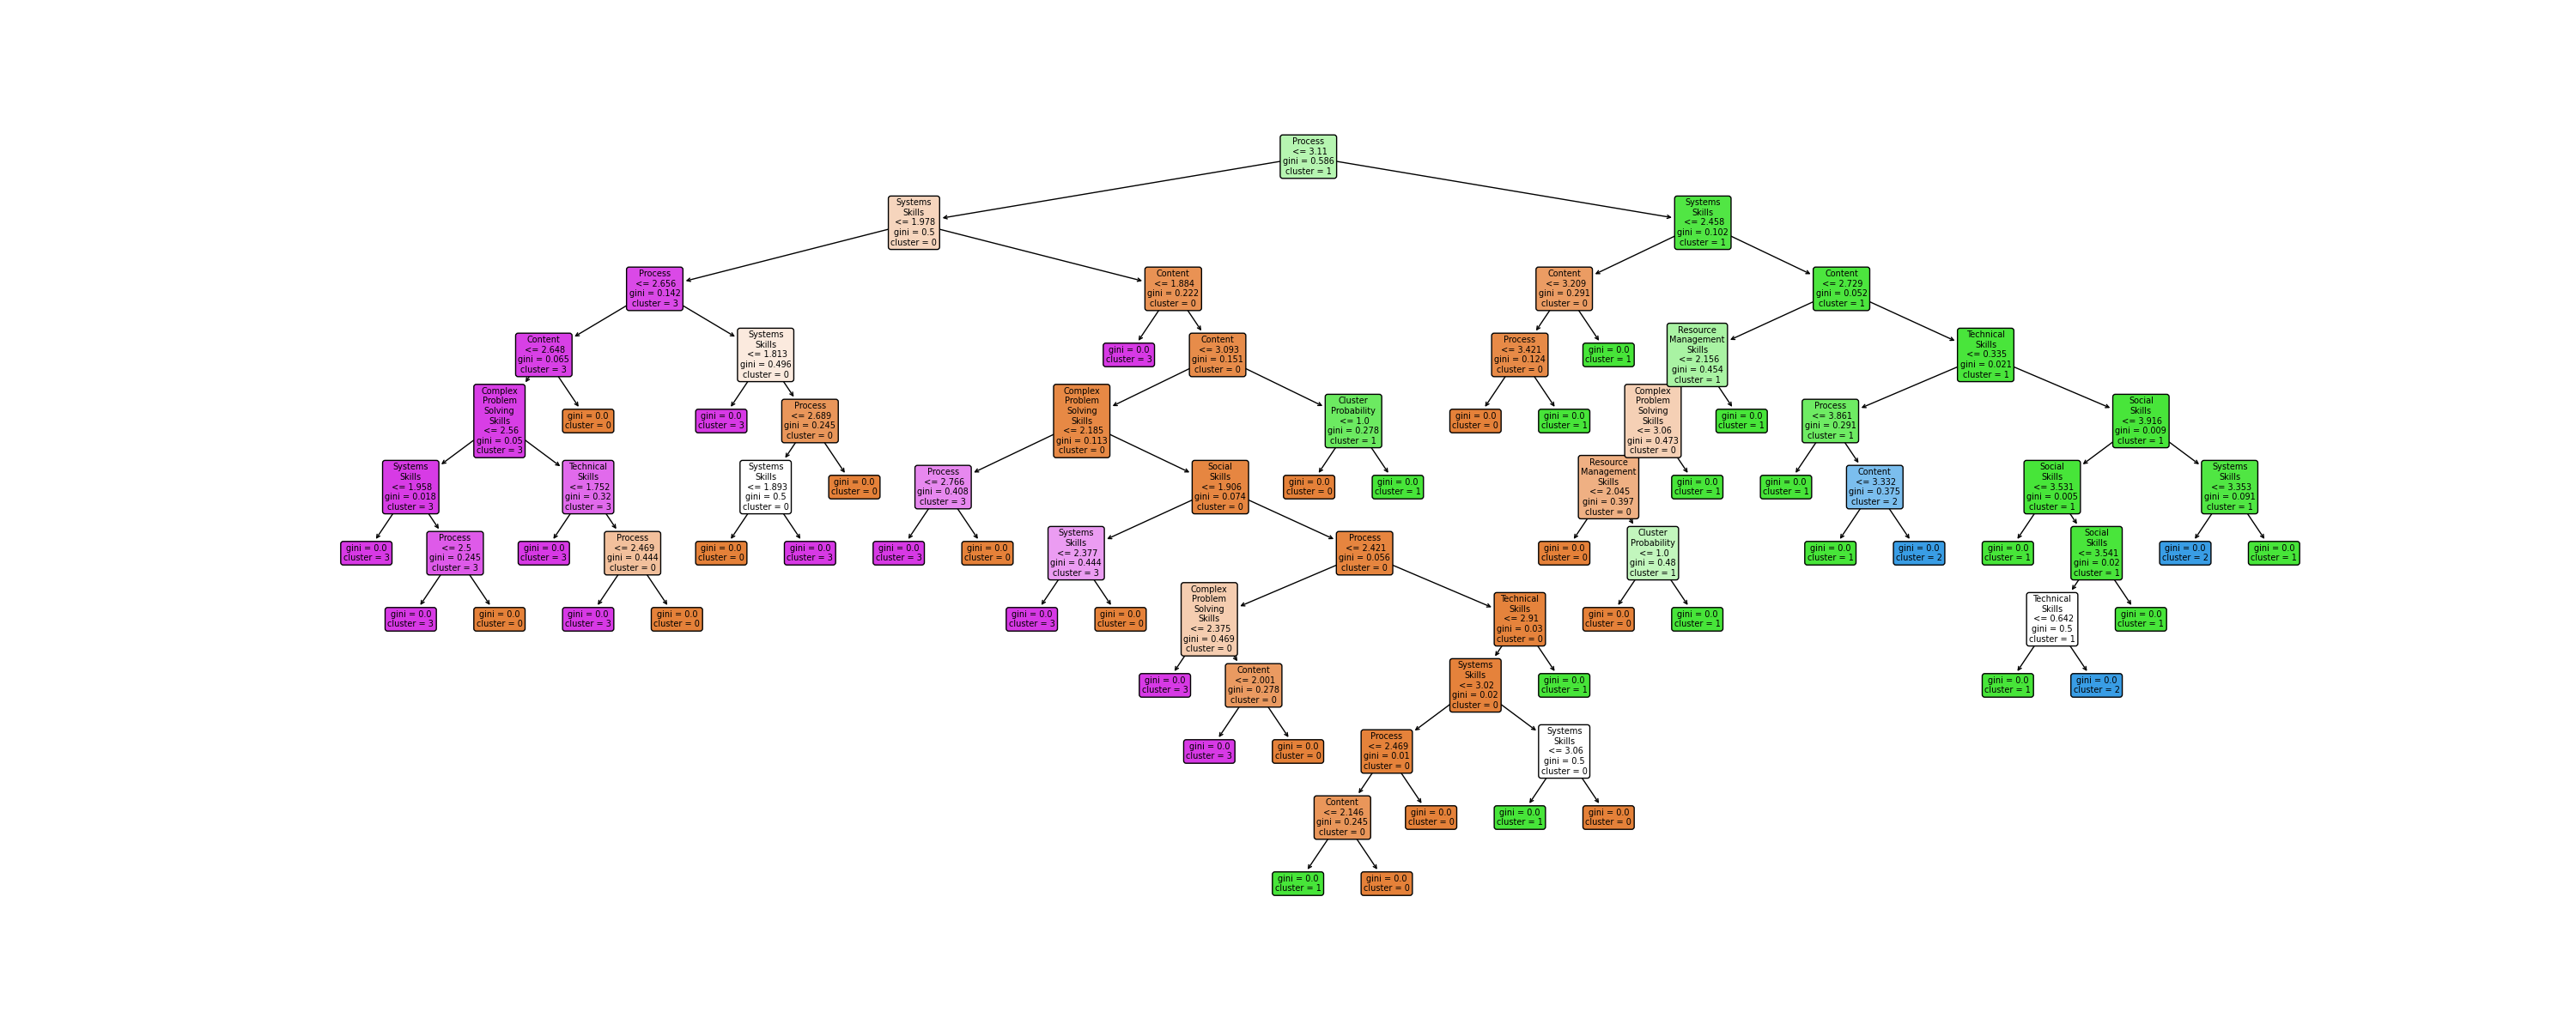 Process
<= 3.11
gini = 0.586
cluster = 1
Systems
Skills
<= 1.978
gini = 0.5
cluster = 0
Systems
Skills
<= 2.458
gini = 0.102
cluster = 1
Process
<= 2.656
gini = 0.142
cluster = 3
Content
<= 1.884
gini = 0.222
cluster = 0
Content
<= 3.209
gini = 0.291
cluster = 0
Content
<= 2.729
gini = 0.052
cluster = 1
Content
<= 2.648
gini = 0.065
cluster = 3
Systems
Skills
<= 1.813
gini = 0.496
cluster = 0
gini = 0.0
cluster = 3
Content
<= 3.093
gini = 0.151
cluster = 0
Process
<= 3.421
gini = 0.124
cluster = 0
gini = 0.0
cluster = 1
Resource
Management
Skills
<= 2.156
gini = 0.454
cluster = 1
Technical
Skills
<= 0.335
gini = 0.021
cluster = 1
Complex
Problem
Solving
Skills
<= 2.56
gini = 0.05
cluster = 3
gini = 0.0
cluster = 0
gini = 0.0
cluster = 3
Process
<= 2.689
gini = 0.245
cluster = 0
Complex
Problem
Solving
Skills
<= 2.185
gini = 0.113
cluster = 0
Cluster
Probability
<= 1.0
gini = 0.278
cluster = 1
gini = 0.0
cluster = 0
gini = 0.0
cluster = 1
Complex
Problem
Solving
Skills
<= 3.06
gini = 0.473
cluster = 0
gini = 0.0
cluster = 1
Process
<= 3.861
gini = 0.291
cluster = 1
Social
Skills
<= 3.916
gini = 0.009
cluster = 1
Systems
Skills
<= 1.958
gini = 0.018
cluster = 3
Technical
Skills
<= 1.752
gini = 0.32
cluster = 3
Systems
Skills
<= 1.893
gini = 0.5
cluster = 0
gini = 0.0
cluster = 0
Process
<= 2.766
gini = 0.408
cluster = 3
Social
Skills
<= 1.906
gini = 0.074
cluster = 0
gini = 0.0
cluster = 0
gini = 0.0
cluster = 1
Resource
Management
Skills
<= 2.045
gini = 0.397
cluster = 0
gini = 0.0
cluster = 1
gini = 0.0
cluster = 1
Content
<= 3.332
gini = 0.375
cluster = 2
Social
Skills
<= 3.531
gini = 0.005
cluster = 1
Systems
Skills
<= 3.353
gini = 0.091
cluster = 1
gini = 0.0
cluster = 3
Process
<= 2.5
gini = 0.245
cluster = 3
gini = 0.0
cluster = 3
Process
<= 2.469
gini = 0.444
cluster = 0
gini = 0.0
cluster = 0
gini = 0.0
cluster = 3
gini = 0.0
cluster = 3
gini = 0.0
cluster = 0
Systems
Skills
<= 2.377
gini = 0.444
cluster = 3
Process
<= 2.421
gini = 0.056
cluster = 0
gini = 0.0
cluster = 0
Cluster
Probability
<= 1.0
gini = 0.48
cluster = 1
gini = 0.0
cluster = 1
gini = 0.0
cluster = 2
gini = 0.0
cluster = 1
Social
Skills
<= 3.541
gini = 0.02
cluster = 1
gini = 0.0
cluster = 2
gini = 0.0
cluster = 1
gini = 0.0
cluster = 3
gini = 0.0
cluster = 0
gini = 0.0
cluster = 3
gini = 0.0
cluster = 0
gini = 0.0
cluster = 3
gini = 0.0
cluster = 0
Complex
Problem
Solving
Skills
<= 2.375
gini = 0.469
cluster = 0
Technical
Skills
<= 2.91
gini = 0.03
cluster = 0
gini = 0.0
cluster = 0
gini = 0.0
cluster = 1
Technical
Skills
<= 0.642
gini = 0.5
cluster = 1
gini = 0.0
cluster = 1
gini = 0.0
cluster = 3
Content
<= 2.001
gini = 0.278
cluster = 0
Systems
Skills
<= 3.02
gini = 0.02
cluster = 0
gini = 0.0
cluster = 1
gini = 0.0
cluster = 1
gini = 0.0
cluster = 2
gini = 0.0
cluster = 3
gini = 0.0
cluster = 0
Process
<= 2.469
gini = 0.01
cluster = 0
Systems
Skills
<= 3.06
gini = 0.5
cluster = 0
Content
<= 2.146
gini = 0.245
cluster = 0
gini = 0.0
cluster = 0
gini = 0.0
cluster = 1
gini = 0.0
cluster = 0
gini = 0.0
cluster = 1
gini = 0.0
cluster = 0